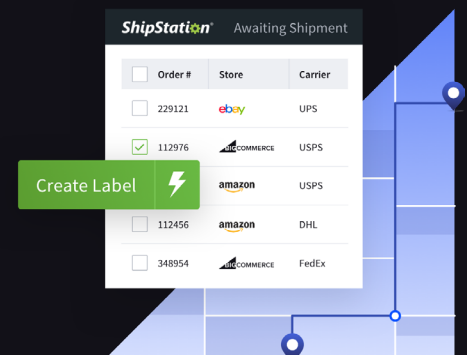 ShipStation® Awaiting Shipment
Order # Store Carrier
229121 ebay UPS
112976 BIGCOMMERCE USPS
Create Label amazon USPS
112456 amazon DHL
348954 BIGCOMMERCE FedEx